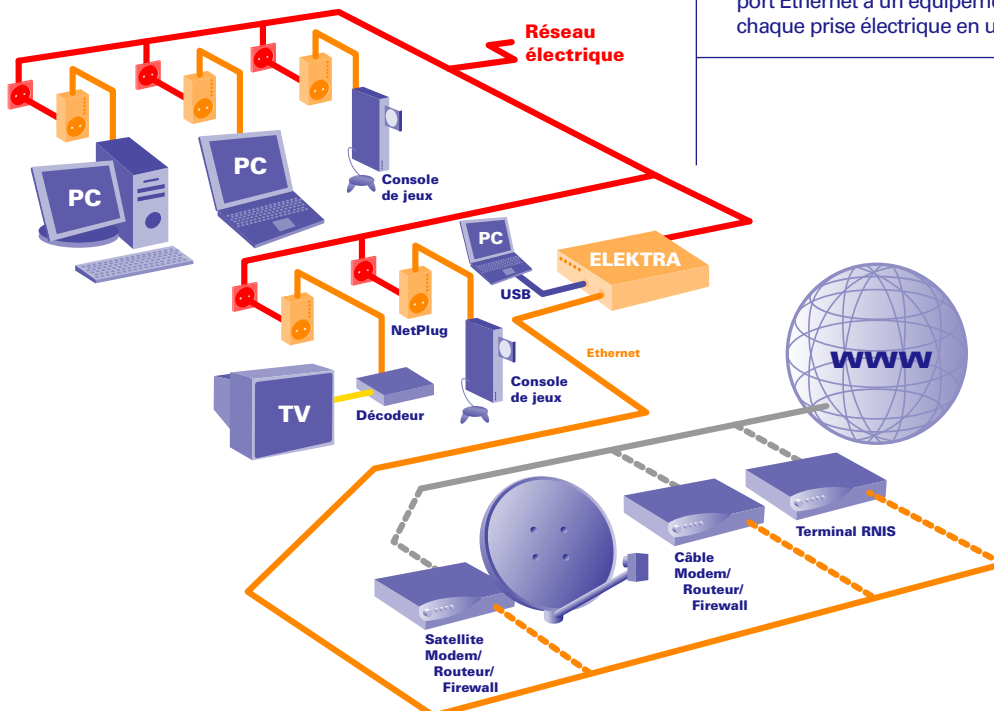 port Ethernet à un équipeme
chaque prise électrique en u
Réseau
électrique
PC
PC
Console
de jeux
PC
ELEKTRA
USB
NetPlug
Ethernet
www
TV
Décodeur
Console
de jeux
Terminal RNIS
Câble
Modem/
Routeur/
Firewall
Satellite
Modem/
Routeur/
Firewall